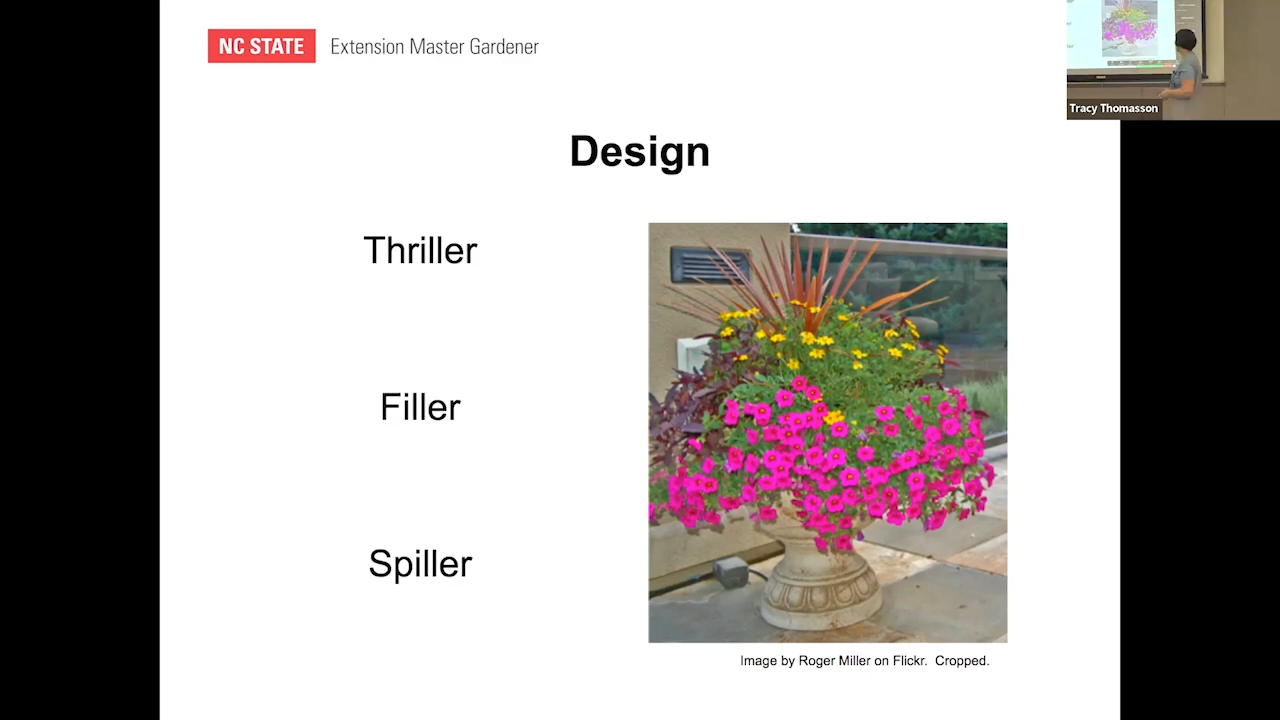 NC STATE Extension Master Gardener
Tracy Thomasson
Design
Thriller
Filler
Spiller
Image by Roger Miller on Flickr. Cropped.